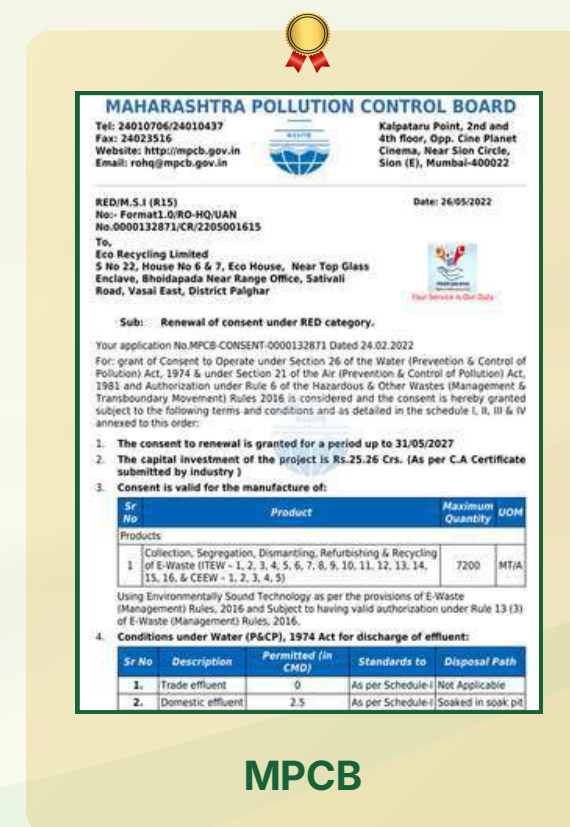 MAHARASHTRA POLLUTION CONTROL BOARD
Tel: 24010706/24010437
Fax: 24023516
Website: http://mpcb.gov.in
Email: rohq@mpcb.gov.in
Kalpataru Point, 2nd and
4th floor, Opp. Cine Planet
Cinema, Near Sion Circle,
Sion (E), Mumbai-400022
RED/M.S.I (R15)
No:- Format1.0/RO-HQ/UAN
No.0000132871/CR/2205001615
Date: 26/05/2022
To,
Eco Recycling Limited
S No 22, House No 6 & 7, Eco House, Near Top Glass
Enclave, Bhoidapada Near Range Office, Sativali
Road, Vasai East, District Palghar
Your Service is Our Duty
Sub: Renewal of consent under RED category.
Your application No.MPCB-CONSENT-0000132871 Dated 24.02.2022
For: grant of Consent to Operate under Section 26 of the Water (Prevention & Control of
Pollution) Act, 1974 & under Section 21 of the Air (Prevention & Control of Pollution) Act,
1981 and Authorization under Rule 6 of the Hazardous & Other Wastes (Management &
Transboundary Movement) Rules 2016 is considered and the consent is hereby granted
subject to the following terms and conditions and as detailed in the schedule I, II, III & IV
annexed to this order:
1. The consent to renewal is granted for a period up to 31/05/2027
2. The capital investment of the project is Rs.25.26 Crs. (As per C.A Certificate
submitted by industry )
3. Consent is valid for the manufacture of:
Sr No Product Maximum Quantity UOM
Products
1 Collection, Segregation, Dismantling, Refurbishing & Recycling
of E-Waste (ITEW - 1, 2, 3, 4, 5, 6, 7, 8, 9, 10, 11, 12, 13, 14,
15, 16, & CEEW - 1, 2, 3, 4, 5) 7200 MT/A
Using Environmentally Sound Technology as per the provisions of E-Waste
(Management) Rules, 2016 and Subject to having valid authorization under Rule 13 (3)
of E-Waste (Management) Rules, 2016.
4. Conditions under Water (P&CP), 1974 Act for discharge of effluent:
Sr No Description Permitted (in CMD) Standards to Disposal Path
1. Trade effluent 0 As per Schedule-I Not Applicable
2. Domestic effluent 2.5 As per Schedule-I Soaked in soak pit
MPCB